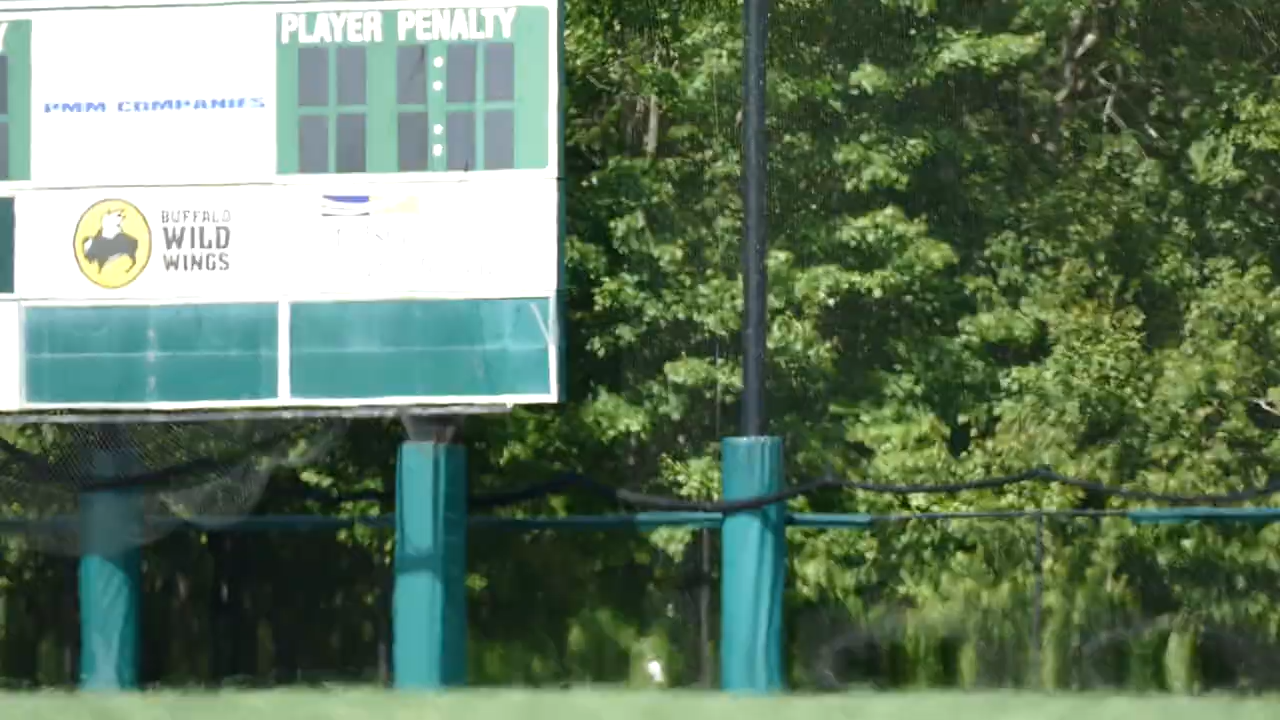 PLAYER PENALTY
PMM COMPANIES
BUFFALO
WILD
WINGS